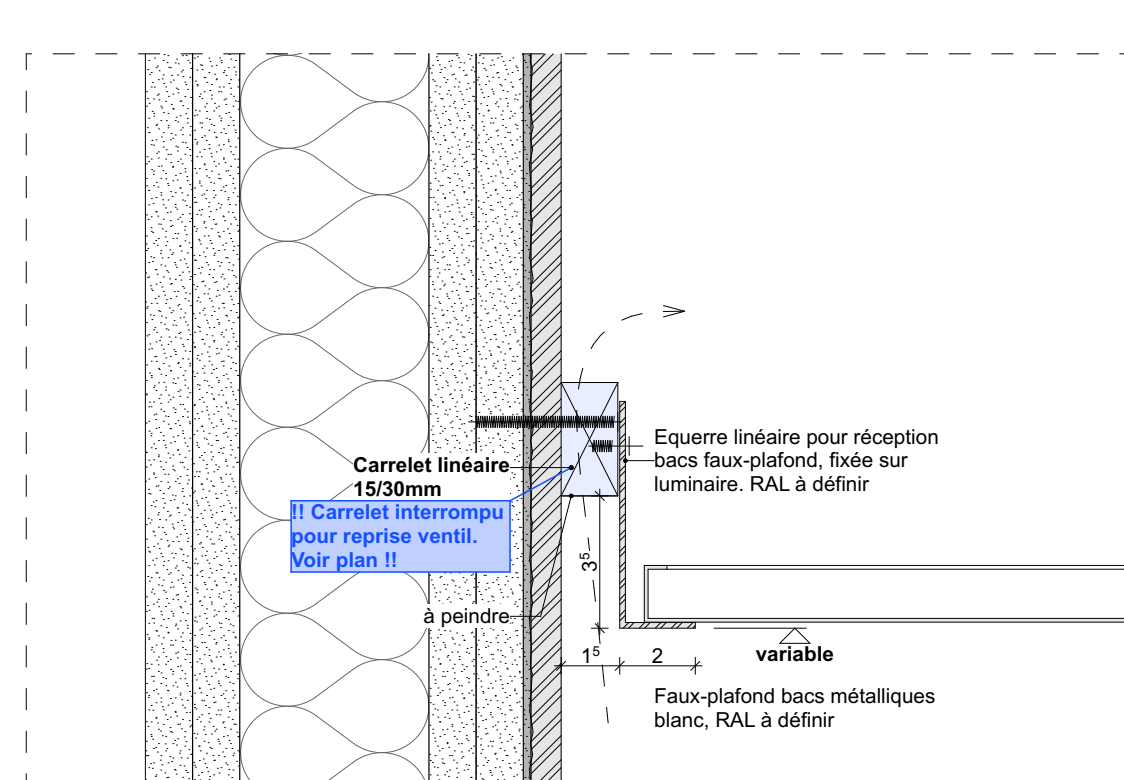 Equerre linéaire pour réception
bacs faux-plafond, fixée sur
luminaire. RAL à définir
Carrelet linéaire
15/30mm
!! Carrelet interrompu
pour reprise ventil.
Voir plan !!
3⁵
à peindre
1⁵
2
variable
Faux-plafond bacs métalliques
blanc, RAL à définir